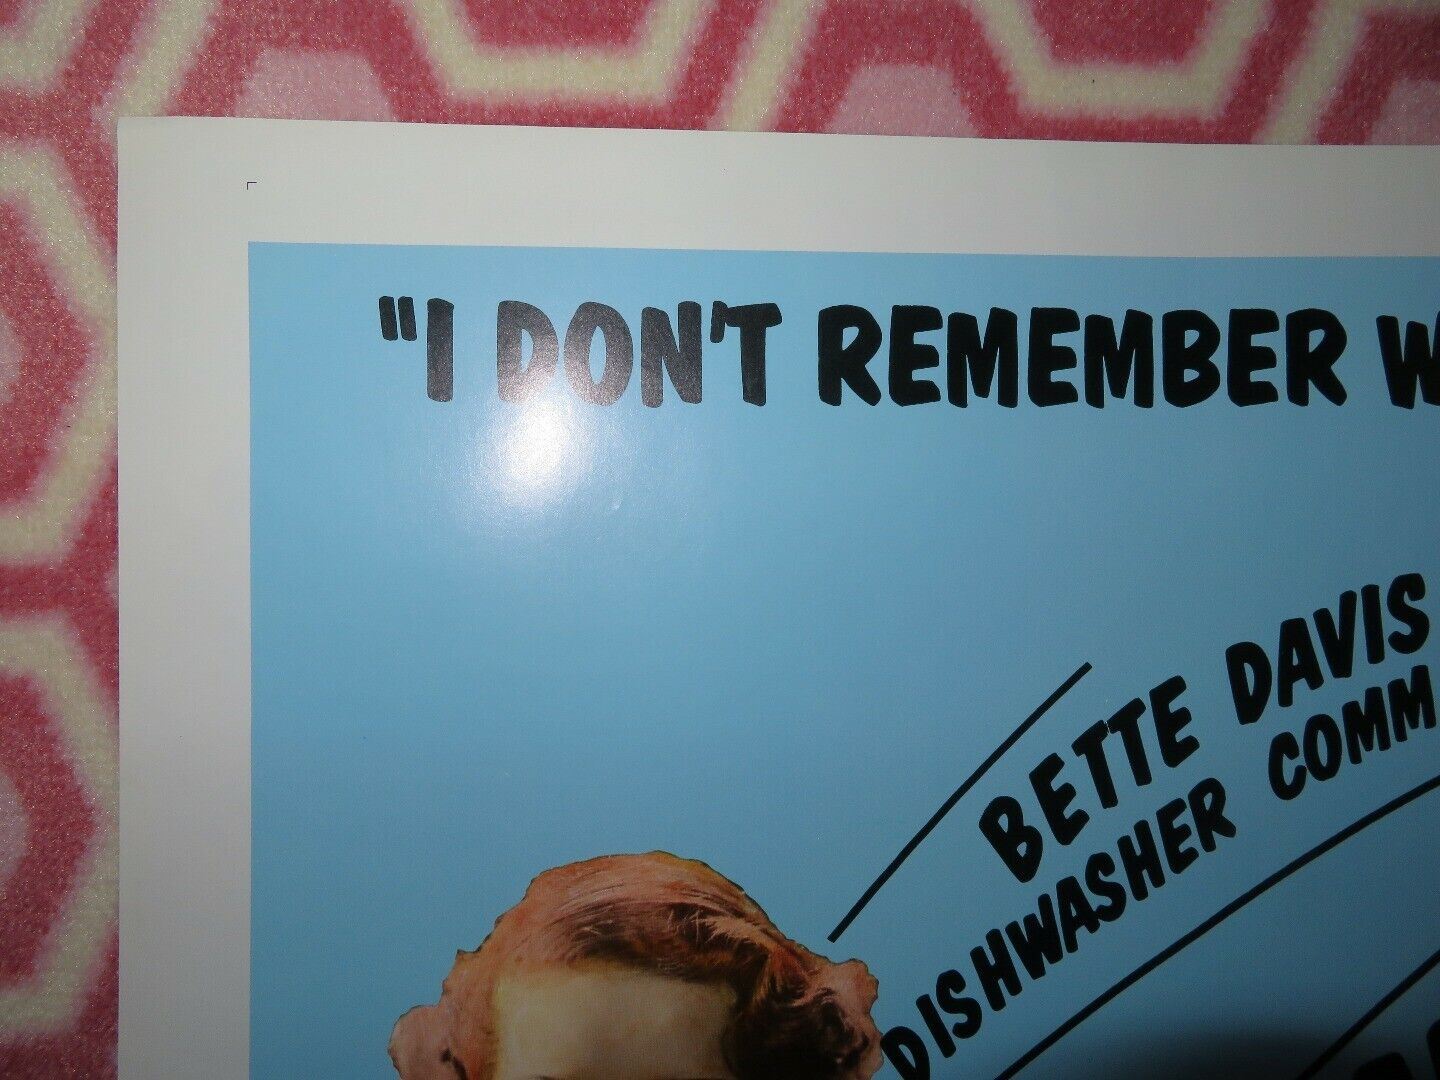 "I DON'T REMEMBER W
BETTE DAVIS
DISHWASHER COMM